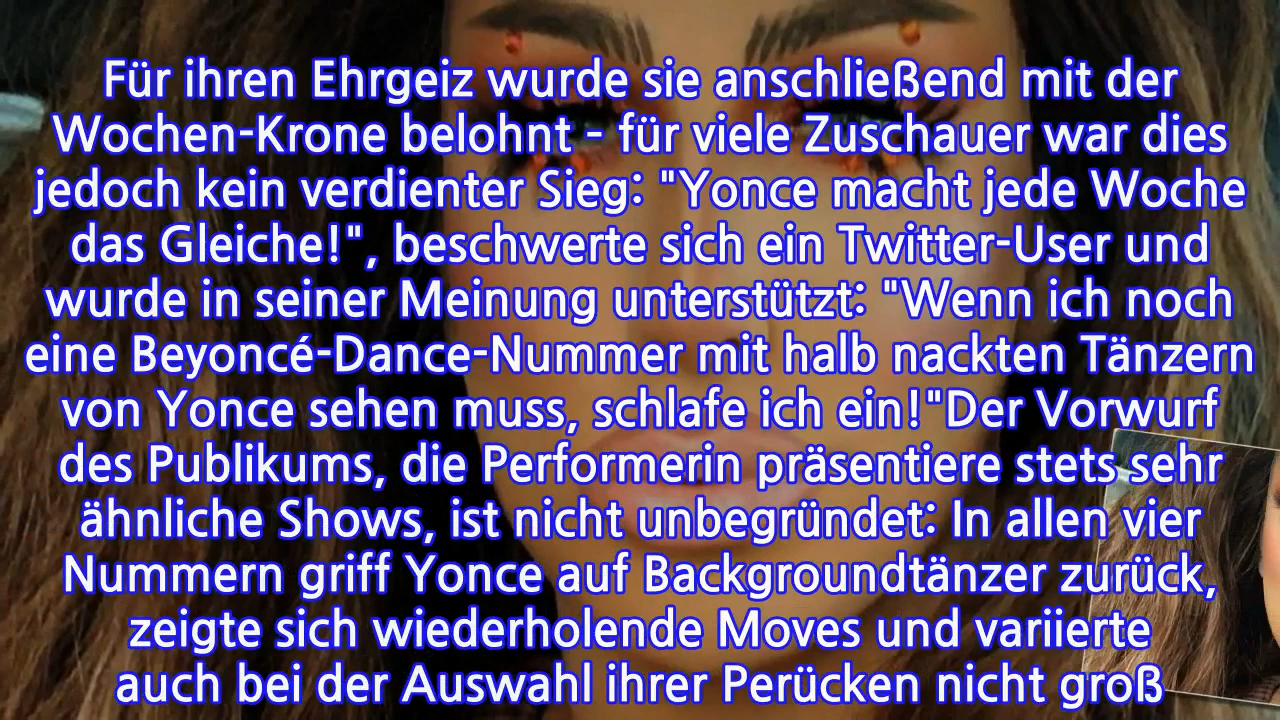 Für ihren Ehrgeiz wurde sie anschließend mit der
Wochen-Krone belohnt - für viele Zuschauer war dies
jedoch kein verdienter Sieg: "Yonce macht jede Woche
das Gleiche!", beschwerte sich ein Twitter-User und
wurde in seiner Meinung unterstützt: "Wenn ich noch
eine Beyoncé-Dance-Nummer mit halb nackten Tänzern
von Yonce sehen muss, schlafe ich ein!"Der Vorwurf
des Publikums, die Performerin präsentiere stets sehr
ähnliche Shows, ist nicht unbegründet: In allen vier
Nummern griff Yonce auf Backgroundtänzer zurück,
zeigte sich wiederholende Moves und variierte
auch bei der Auswahl ihrer Perücken nicht groß